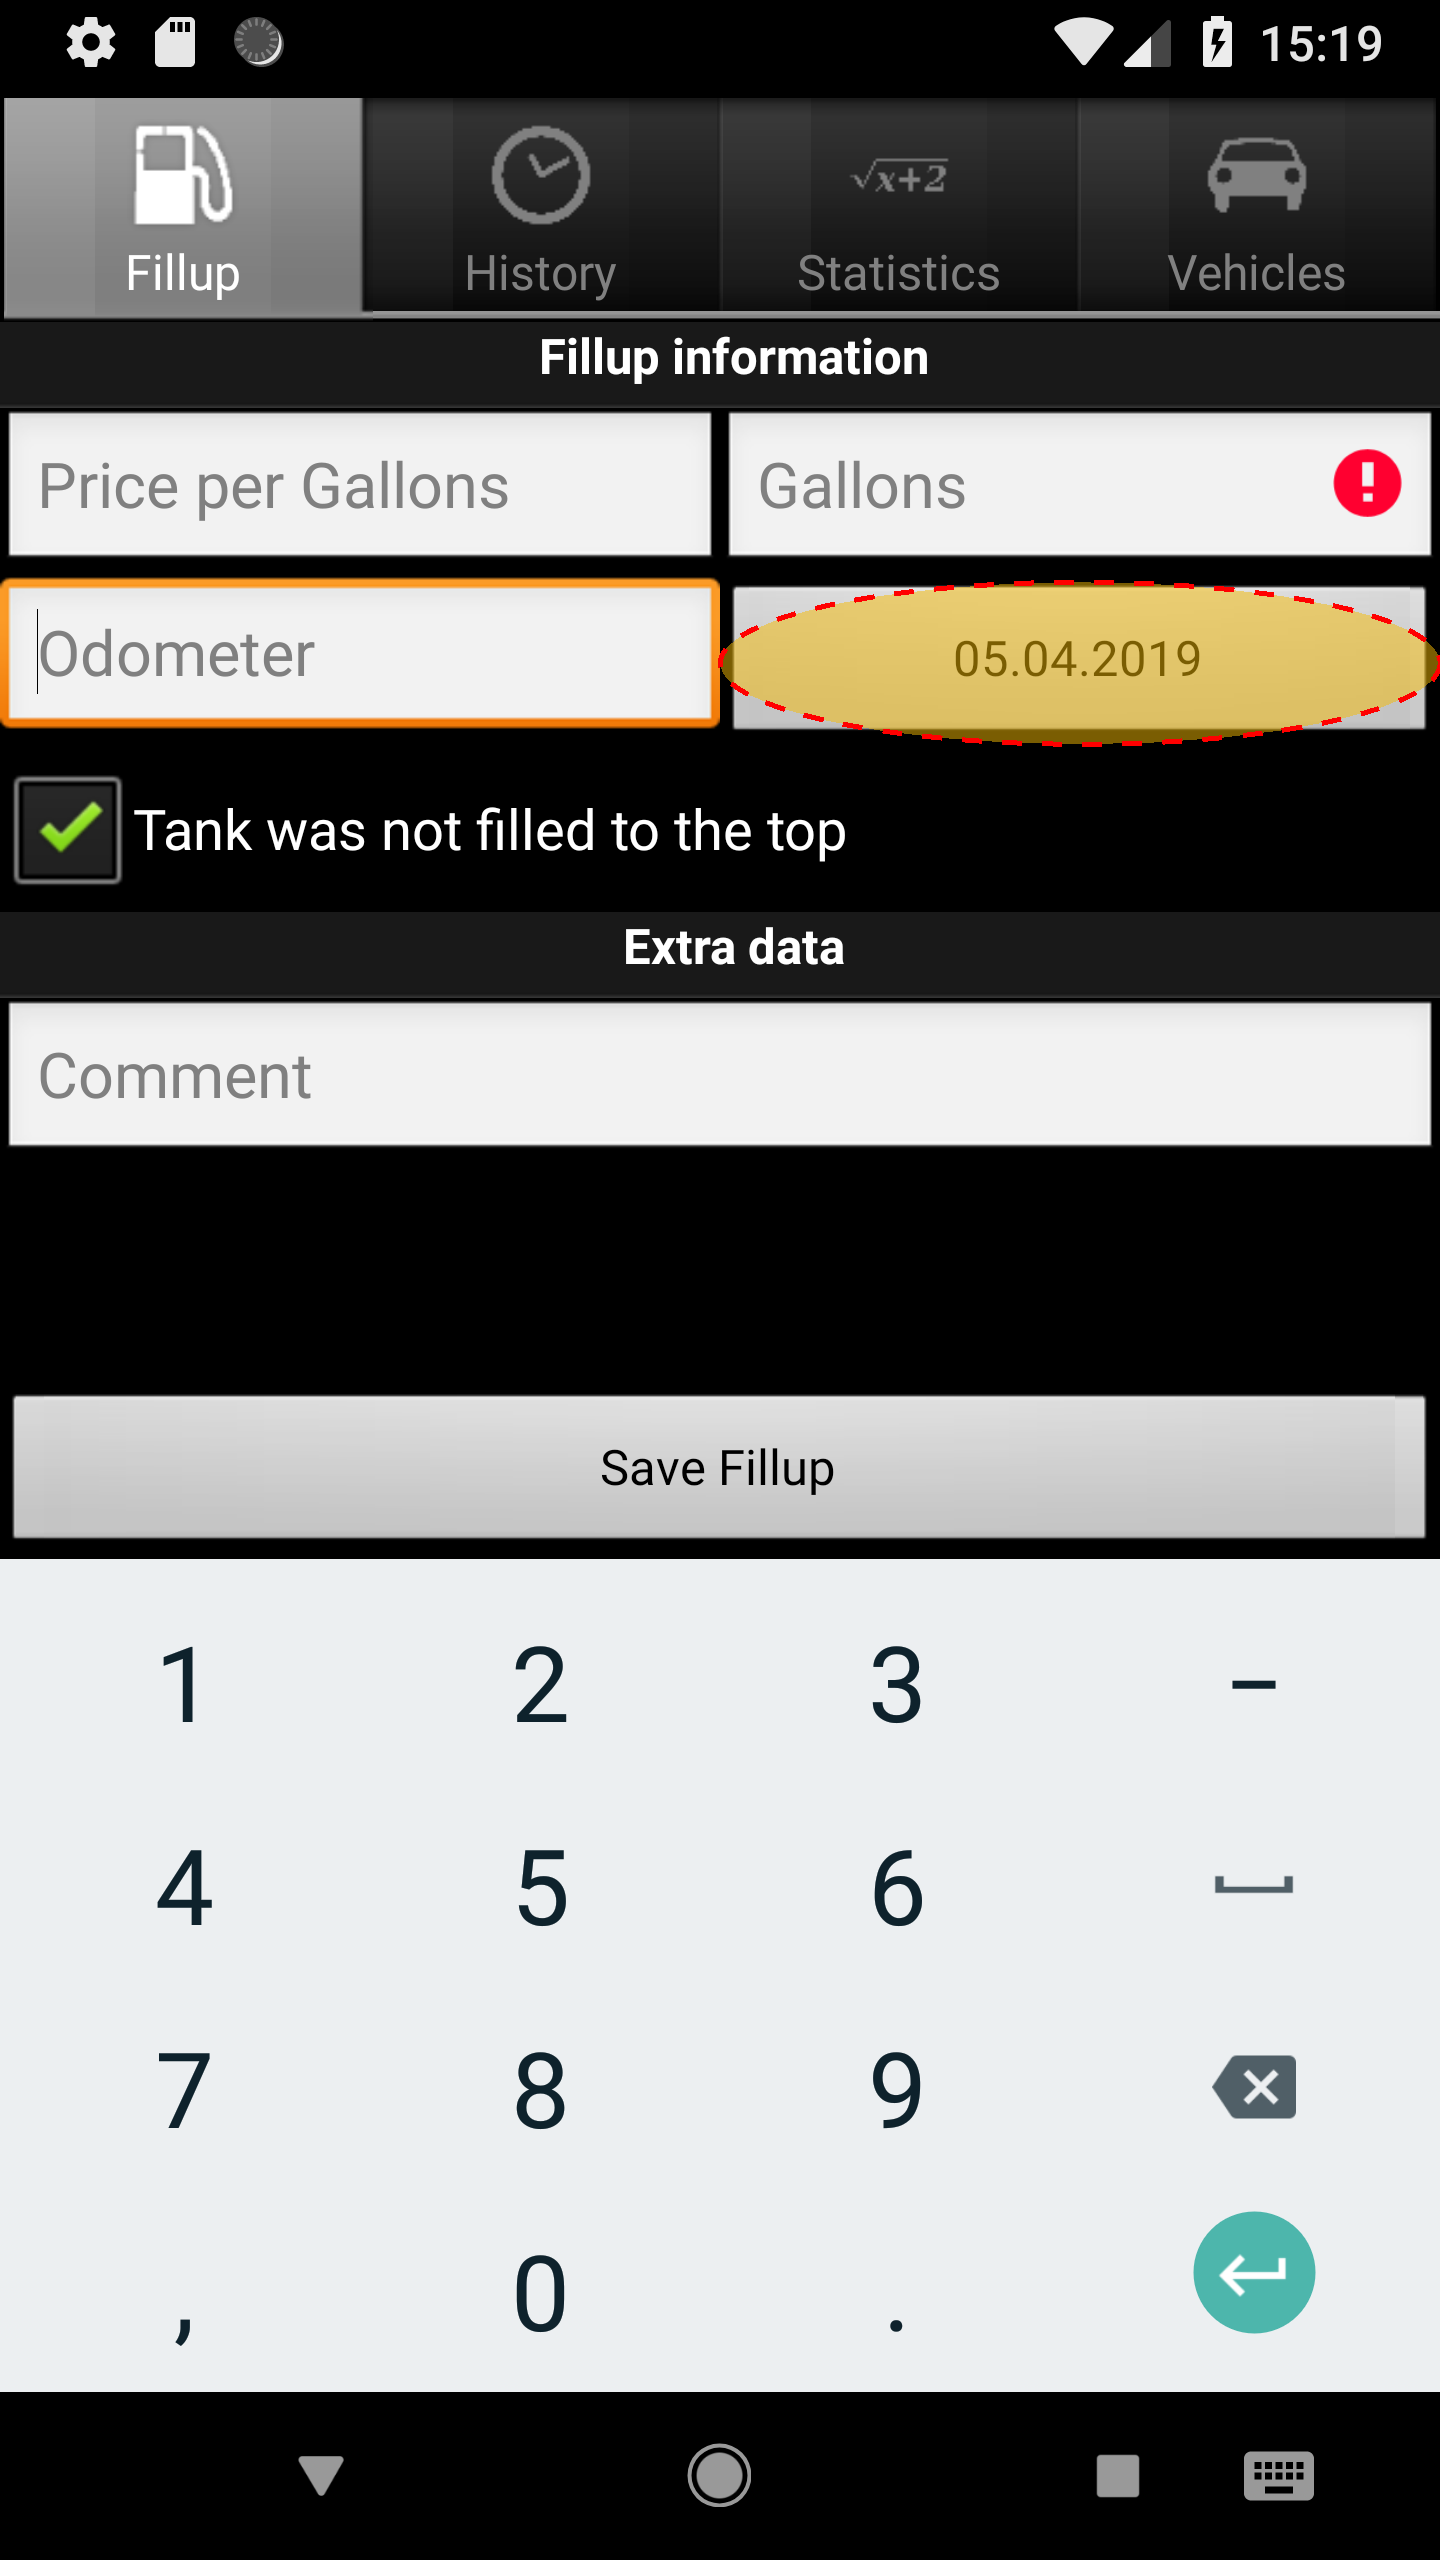 15:19
Fillup
History
√x+2
Statistics
Vehicles
Fillup information
Price per Gallons
Gallons
Odometer
05.04.2019
Tank was not filled to the top
Extra data
Comment
Save Fillup
1 2 3 –
4 5 6
7 8 9
, 0 .